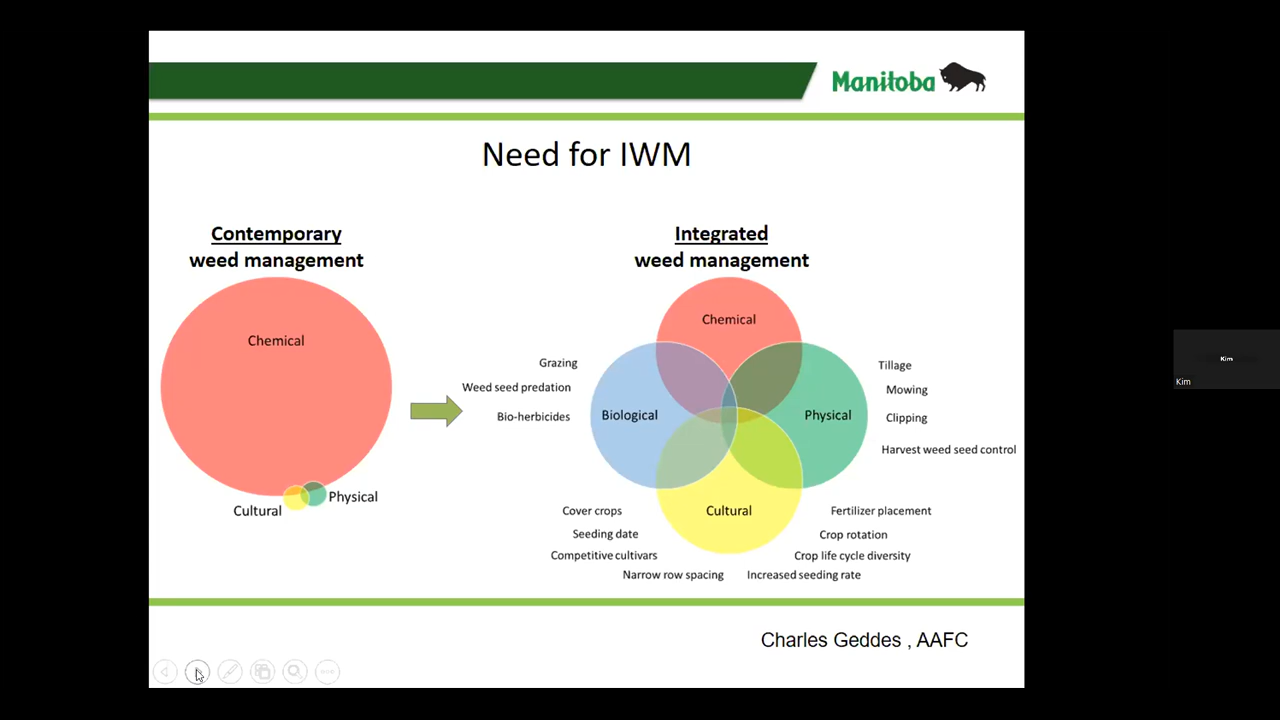 Manitoba
Need for IWM
Contemporary
weed management
Chemical
Cultural
Physical
Integrated
weed management
Chemical
Biological
Physical
Cultural
Grazing
Weed seed predation
Bio-herbicides
Tillage
Mowing
Clipping
Harvest weed seed control
Cover crops
Seeding date
Competitive cultivars
Narrow row spacing
Fertilizer placement
Crop rotation
Crop life cycle diversity
Increased seeding rate
Charles Geddes , AAFC
Kim
Kim